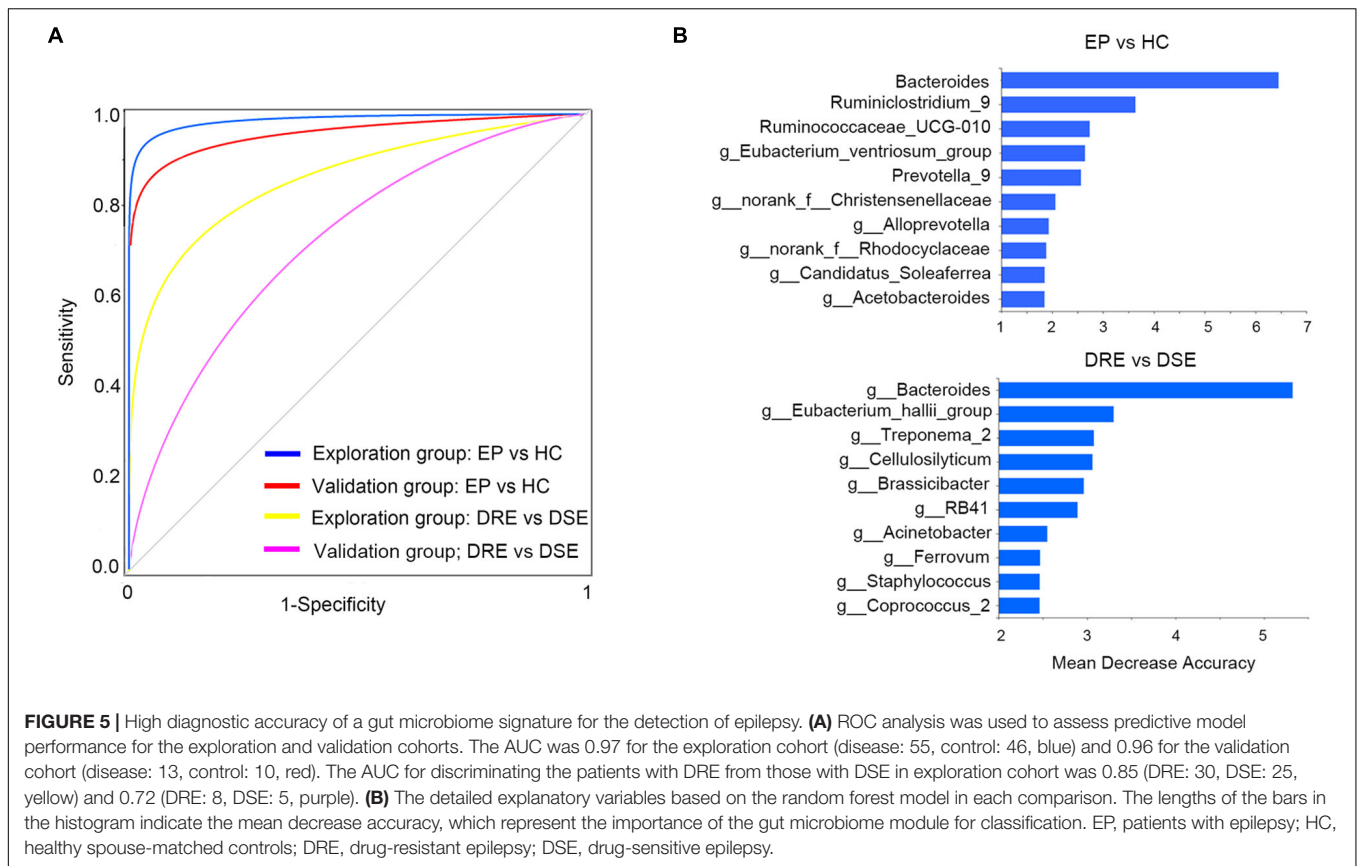 A
1.0
0.8
0.6
0.4
0.2
0.0
Sensitivity
0
1
1-Specificity
Exploration group: EP vs HC
Validation group: EP vs HC
Exploration group: DRE vs DSE
Validation group; DRE vs DSE
B
EP vs HC
Bacteroides
Ruminiclostridium_9
Ruminococcaceae_UCG-010
g_Eubacterium_ventriosum_group
Prevotella_9
g__norank_f__Christensenellaceae
g__Alloprevotella
g__norank_f__Rhodocyclaceae
g__Candidatus_Soleaferrea
g__Acetobacteroides
1 2 3 4 5 6 7
DRE vs DSE
g__Bacteroides
g__Eubacterium_hallii_group
g__Treponema_2
g__Cellulosilyticum
g__Brassicibacter
g__RB41
g__Acinetobacter
g__Ferrovum
g__Staphylococcus
g__Coprococcus_2
2 3 4 5
Mean Decrease Accuracy
FIGURE 5 | High diagnostic accuracy of a gut microbiome signature for the detection of epilepsy. (A) ROC analysis was used to assess predictive model
performance for the exploration and validation cohorts. The AUC was 0.97 for the exploration cohort (disease: 55, control: 46, blue) and 0.96 for the validation
cohort (disease: 13, control: 10, red). The AUC for discriminating the patients with DRE from those with DSE in exploration cohort was 0.85 (DRE: 30, DSE: 25,
yellow) and 0.72 (DRE: 8, DSE: 5, purple). (B) The detailed explanatory variables based on the random forest model in each comparison. The lengths of the bars in
the histogram indicate the mean decrease accuracy, which represent the importance of the gut microbiome module for classification. EP, patients with epilepsy; HC,
healthy spouse-matched controls; DRE, drug-resistant epilepsy; DSE, drug-sensitive epilepsy.